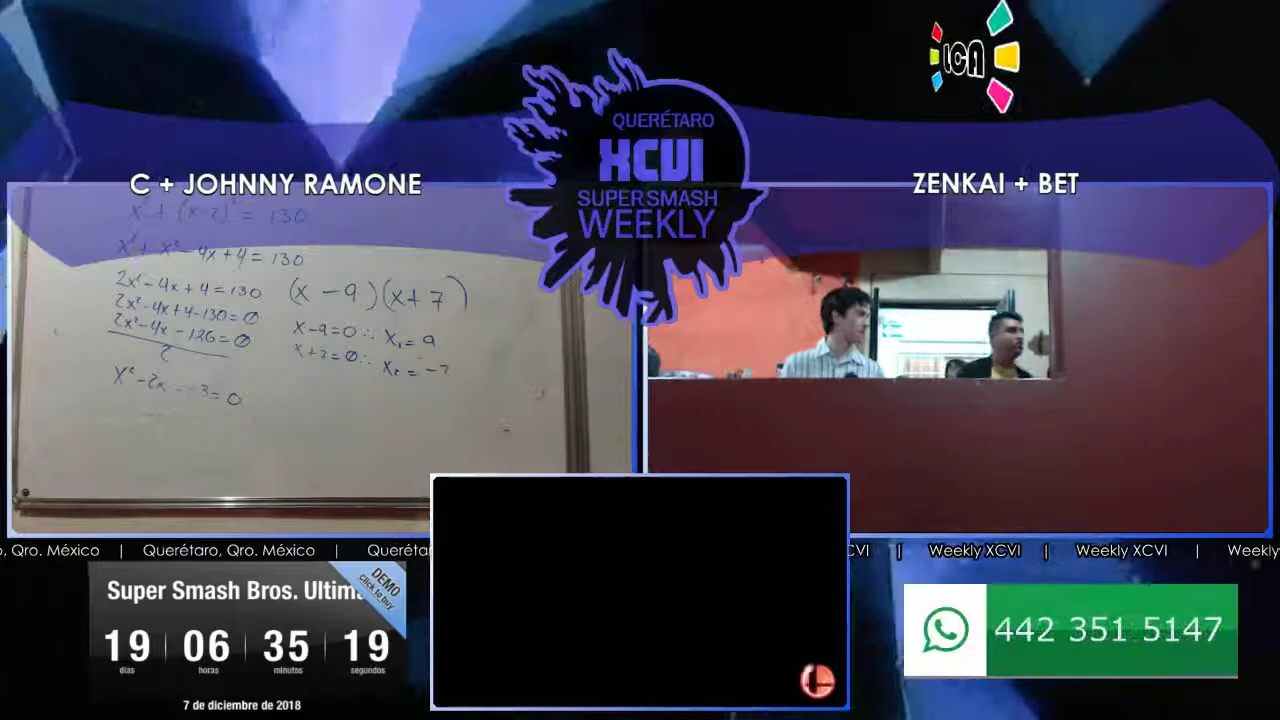 ICA
QUERÉTARO
XCVI
SUPER SMASH
WEEKLY
C + JOHNNY RAMONE
ZENKAI + BET
x² + (x-2)² = 130
x² + x² - 4x + 4 = 130
2x² - 4x + 4 = 130
2x² - 4x + 4 - 130 = 0
2x² - 4x - 126 = 0
2
(x - 9)(x + 7)
x - 9 = 0 ∴ x₁ = 9
x + 7 = 0 ∴ x₂ = -7
, Qro. México | Querétaro, Qro. México | Querétar
CVI | Weekly XCVI | Weekly XCVI | Weekly
Super Smash Bros. Ultim
DEMO
click to buy
19 06 35 19
días horas minutos segundos
7 de diciembre de 2018
442 351 5147